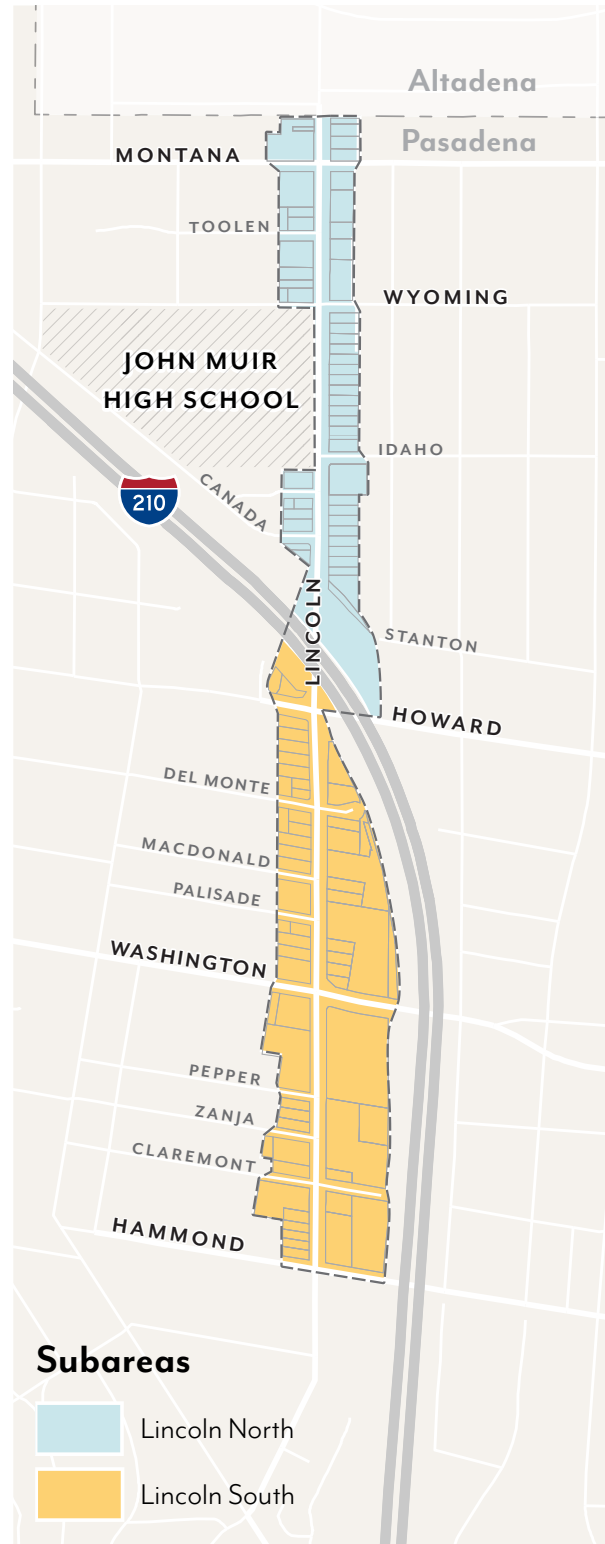 Altadena
Pasadena
MONTANA
TOOLEN
WYOMING
JOHN MUIR
HIGH SCHOOL
IDAHO
CANADA
210
LINCOLN
STANTON
HOWARD
DEL MONTE
MACDONALD
PALISADE
WASHINGTON
PEPPER
ZANJA
CLAREMONT
HAMMOND
Subareas
Lincoln North
Lincoln South